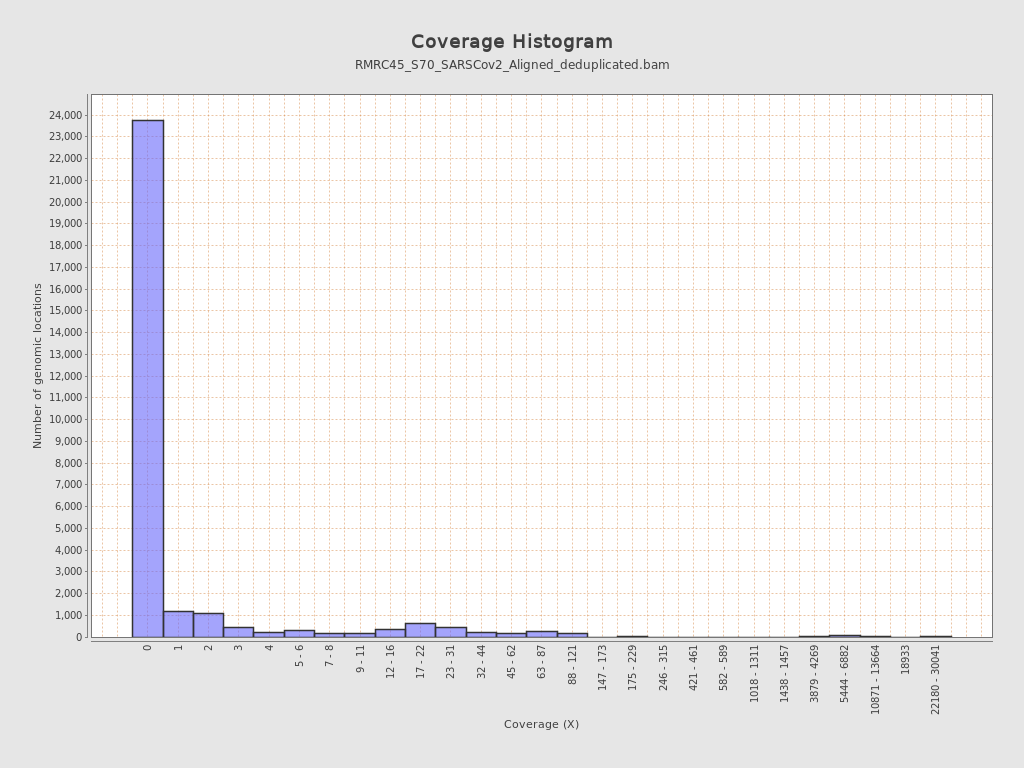 Coverage Histogram
RMRC45_S70_SARSCov2_Aligned_deduplicated.bam
Number of genomic locations
24,000
23,000
22,000
21,000
20,000
19,000
18,000
17,000
16,000
15,000
14,000
13,000
12,000
11,000
10,000
9,000
8,000
7,000
6,000
5,000
4,000
3,000
2,000
1,000
0
0
1
2
3
4
5 - 6
7 - 8
9 - 11
12 - 16
17 - 22
23 - 31
32 - 44
45 - 62
63 - 87
88 - 121
147 - 173
175 - 229
246 - 315
421 - 461
582 - 589
1018 - 1311
1438 - 1457
3879 - 4269
5444 - 6882
10871 - 13664
18933
22180 - 30041
Coverage (X)